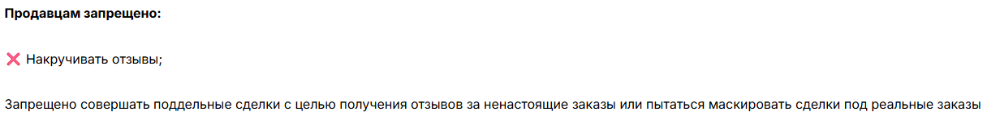 Продавцам запрещено:
❌ Накручивать отзывы;
Запрещено совершать поддельные сделки с целью получения отзывов за ненастоящие заказы или пытаться маскировать сделки под реальные заказы